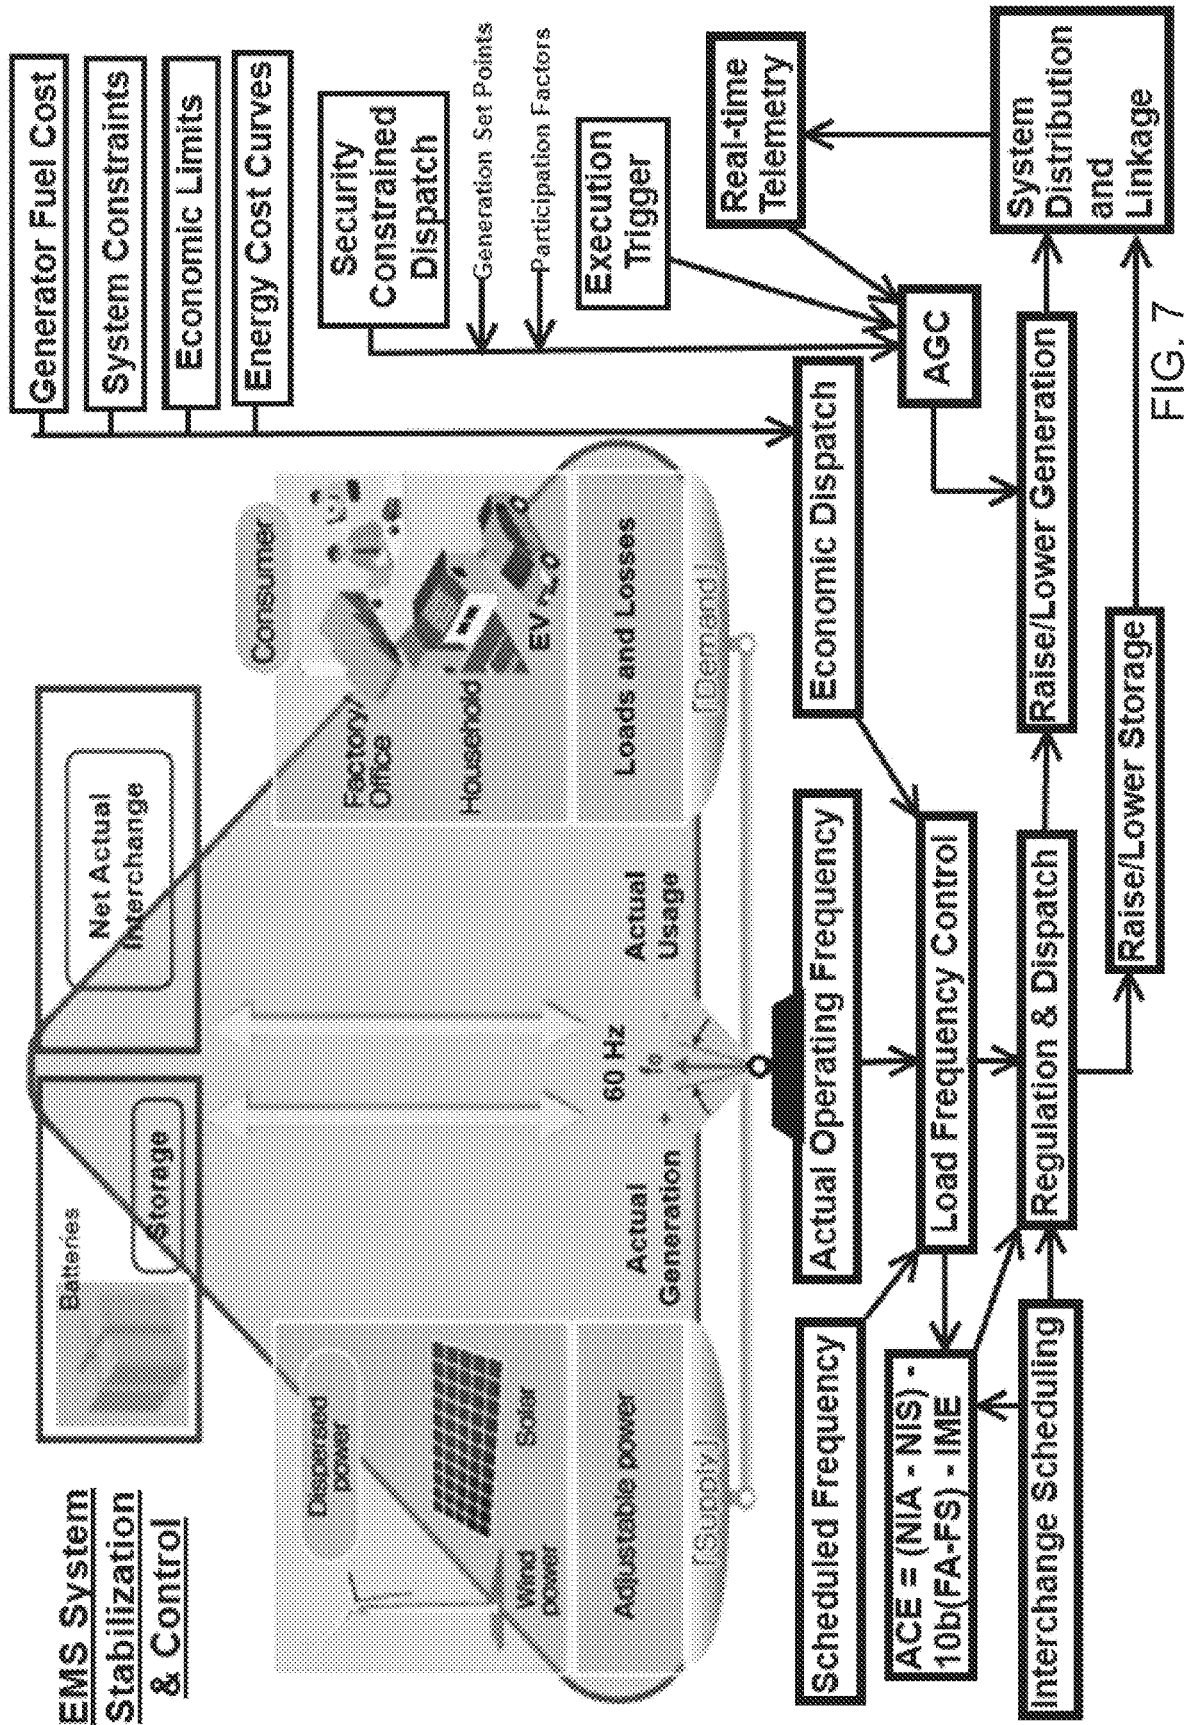 EMS System
Stabilization
& Control
Batteries
Storage
Net Actual
Interchange
Generator Fuel Cost
System Constraints
Economic Limits
Energy Cost Curves
Consumer
Dispersed
power
Wind
power
Solar
Factory/
Office
Household
EV
Security
Constrained
Dispatch
Generation Set Points
Participation Factors
Adjustable power
Actual
Generation
60 Hz
Actual
Usage
Loads and Losses
[Supply]
[Demand]
Execution
Trigger
Real-time
Telemetry
Scheduled Frequency
Actual Operating Frequency
Economic Dispatch
ACE = (NIA - NIS) -
10b(FA-FS) - IME
Load Frequency Control
AGC
Interchange Scheduling
Regulation & Dispatch
Raise/Lower Generation
System
Distribution
and
Linkage
Raise/Lower Storage
FIG. 7